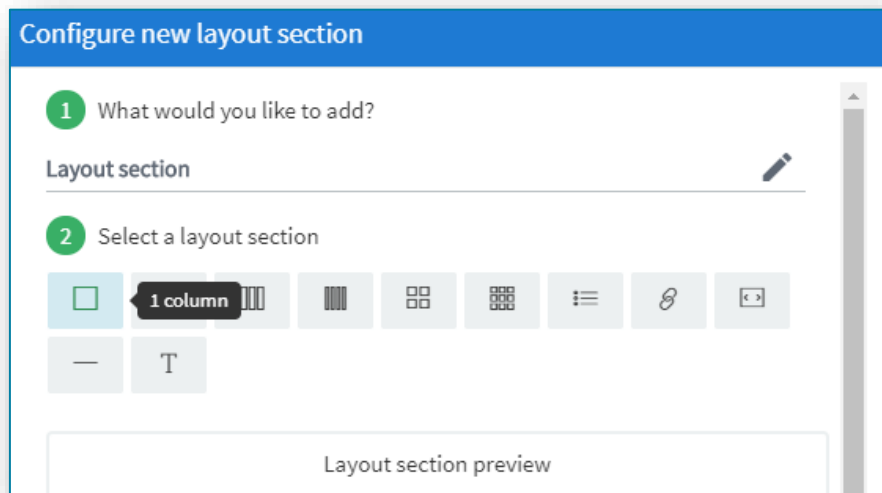 Configure new layout section
1 What would you like to add?
Layout section
2 Select a layout section
1 column
T
Layout section preview